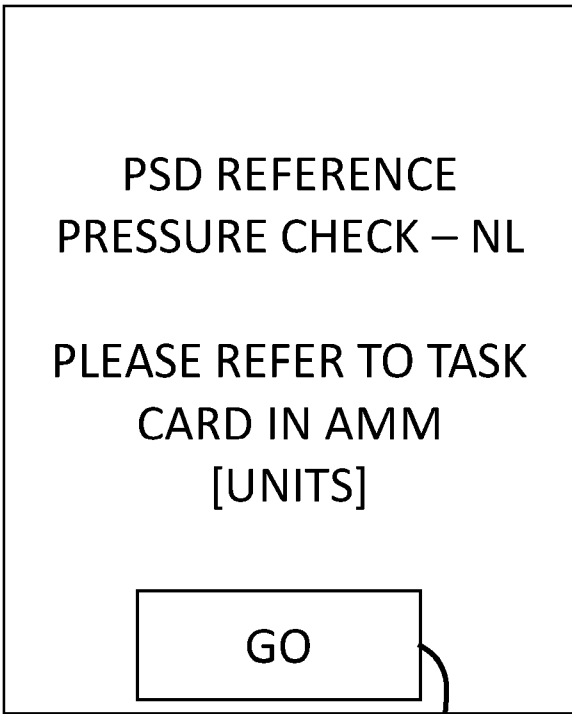 PSD REFERENCE
PRESSURE CHECK – NL
PLEASE REFER TO TASK
CARD IN AMM
[UNITS]
GO